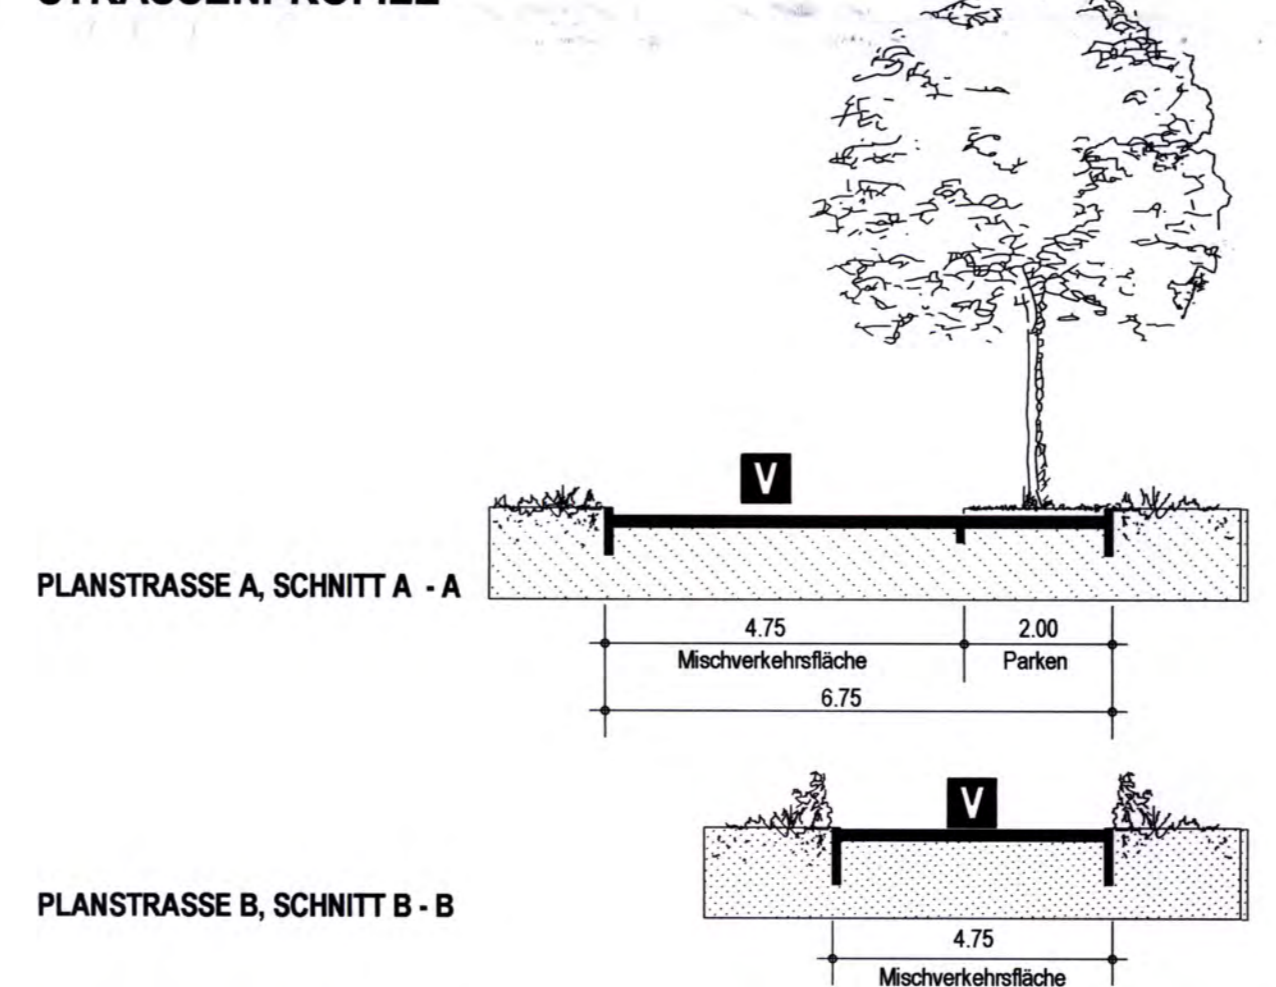 V
PLANSTRASSE A, SCHNITT A - A
4.75
2.00
Mischverkehrsfläche
Parken
6.75
V
PLANSTRASSE B, SCHNITT B - B
4.75
Mischverkehrsfläche